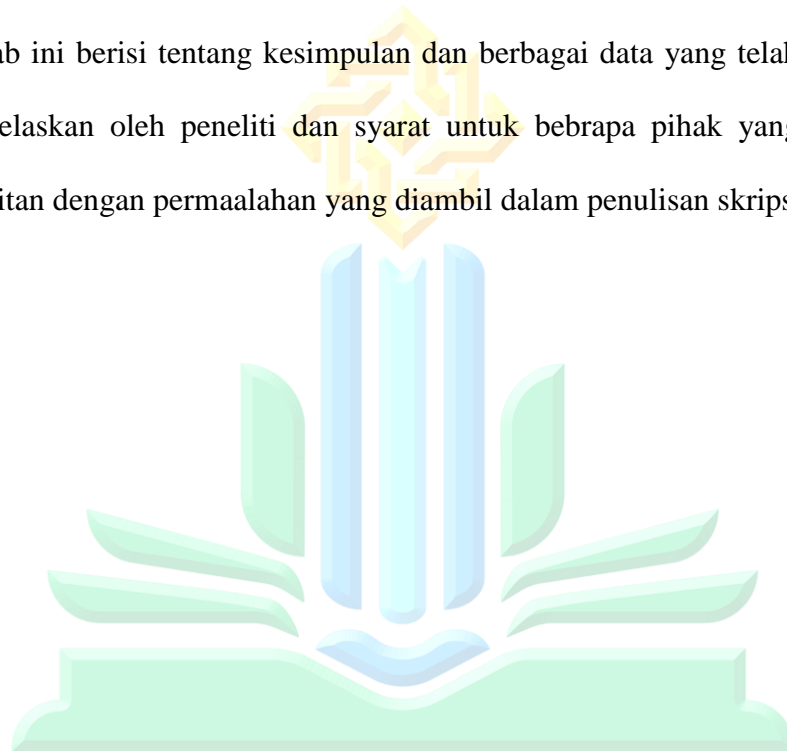 ab ini berisi tentang kesimpulan dan berbagai data yang telah
elaskan oleh peneliti dan syarat untuk bebrapa pihak yang
itan dengan permaalahan yang diambil dalam penulisan skrips